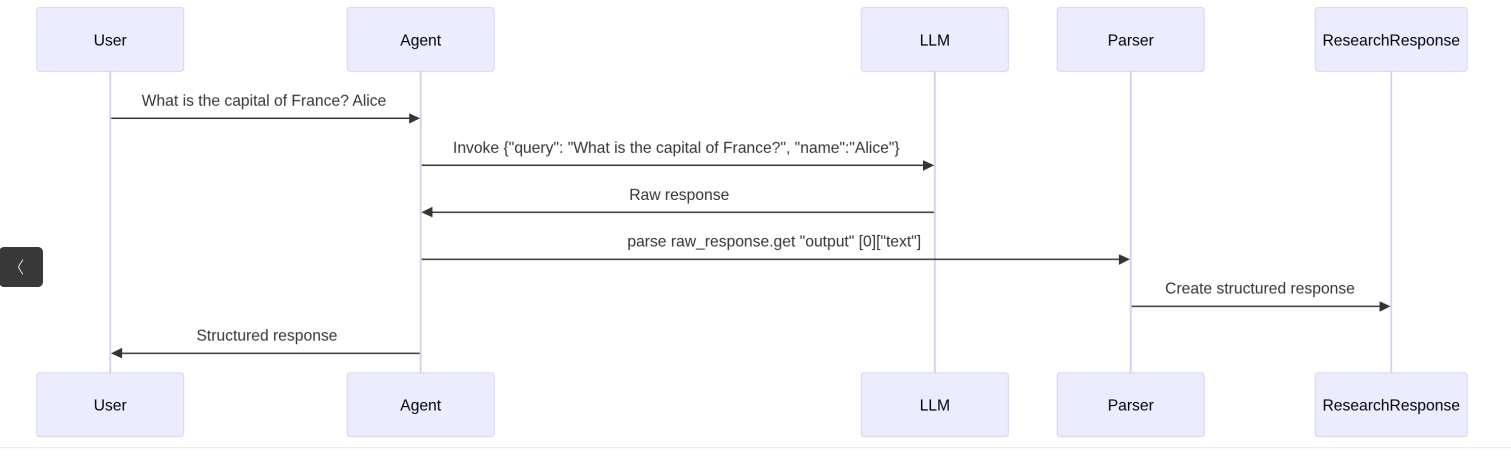 User Agent LLM Parser ResearchResponse
What is the capital of France? Alice
Invoke {"query": "What is the capital of France?", "name":"Alice"}
Raw response
parse raw_response.get "output" [0]["text"]
Create structured response
Structured response
User Agent LLM Parser ResearchResponse